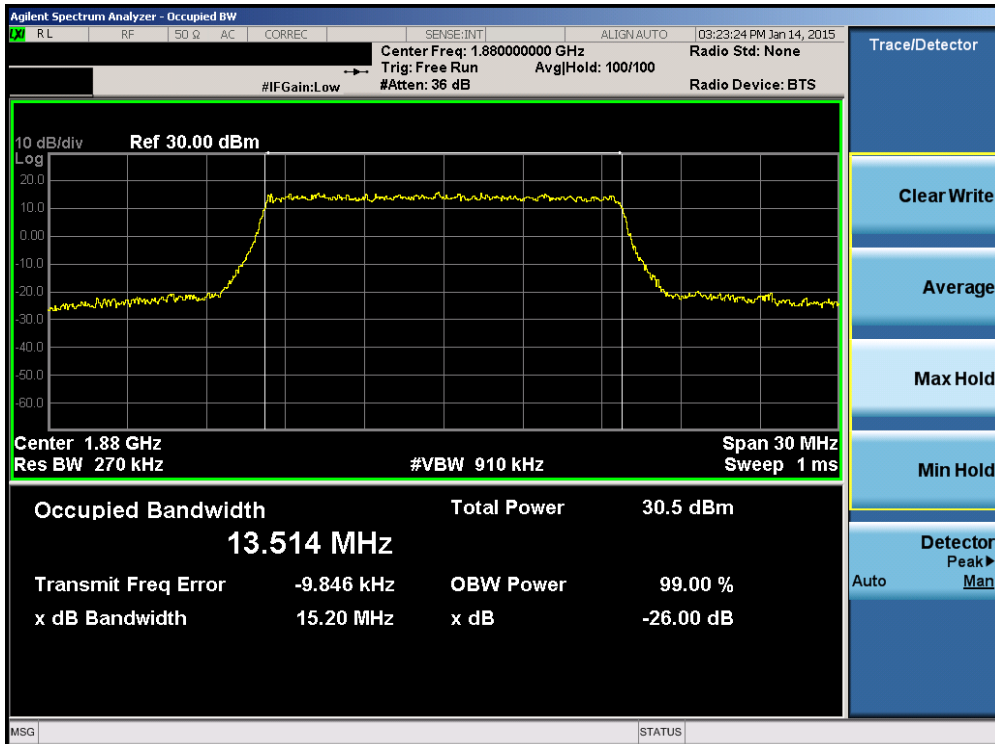 Agilent Spectrum Analyzer - Occupied BW
LXI RL RF 50 Ω AC CORREC SENSE:INT ALIGN AUTO 03:23:24 PM Jan 14, 2015
Center Freq: 1.880000000 GHz Radio Std: None
Trig: Free Run Avg|Hold: 100/100
#IFGain:Low #Atten: 36 dB Radio Device: BTS
10 dB/div Ref 30.00 dBm
Log
20.0
10.0
0.00
-10.0
-20.0
-30.0
-40.0
-50.0
-60.0
Center 1.88 GHz Span 30 MHz
Res BW 270 kHz #VBW 910 kHz Sweep 1 ms
Occupied Bandwidth Total Power 30.5 dBm
13.514 MHz
Transmit Freq Error -9.846 kHz OBW Power 99.00 %
x dB Bandwidth 15.20 MHz x dB -26.00 dB
Trace/Detector
Clear Write
Average
Max Hold
Min Hold
Detector
Peak▶
Auto Man
MSG STATUS